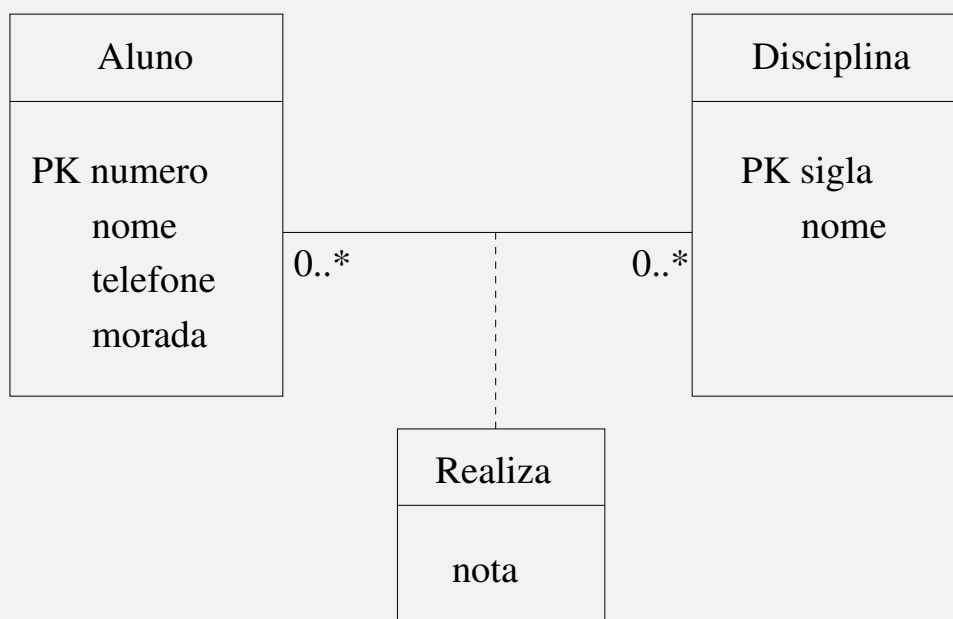 Aluno
PK numero
nome
telefone
morada
0..*
0..*
Disciplina
PK sigla
nome
Realiza
nota